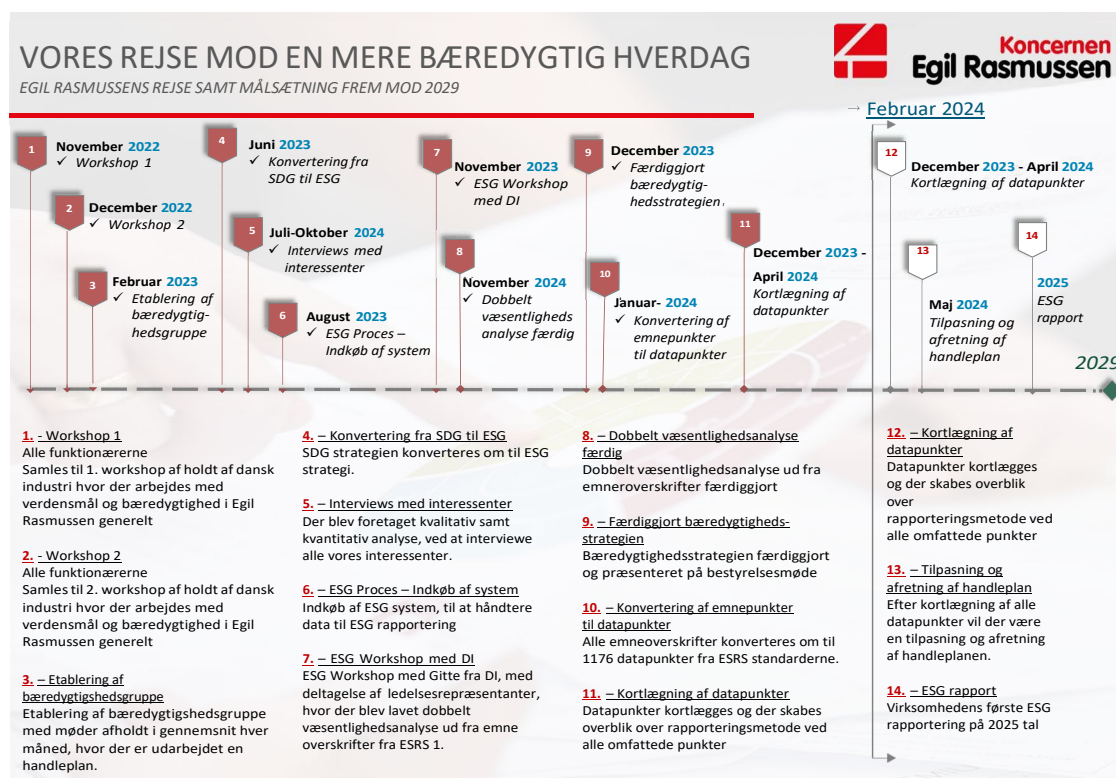 VORES REJSE MOD EN MERE BÆREDYGTIG HVERDAG
EGIL RASMUSSENS REJSE SAMT MÅLSÆTNING FREM MOD 2029
Koncernen
Egil Rasmussen
→ Februar 2024
1
November 2022
✓ Workshop 1
2
December 2022
✓ Workshop 2
3
Februar 2023
✓ Etablering af
bæredygtig-
hedsgruppe
4
Juni 2023
✓ Konvertering fra
SDG til ESG
5
Juli-Oktober 2024
✓ Interviews med
interessenter
6
August 2023
✓ ESG Proces –
Indkøb af system
7
November 2023
✓ ESG Workshop
med DI
8
November 2024
✓ Dobbelt
væsentligheds
analyse færdig
9
December 2023
✓ Færdiggjort
bæredygtig-
hedsstrategien
10
Januar- 2024
✓ Konvertering af
emnepunkter
til datapunkter
11
December 2023 -
April 2024
Kortlægning af
datapunkter
12
December 2023 - April 2024
Kortlægning af datapunkter
13
Maj 2024
Tilpasning og
afretning af
handleplan
14
2025
ESG
rapport
2029
1. - Workshop 1
Alle funktionærerne
Samles til 1. workshop af holdt af dansk
industri hvor der arbejdes med
verdensmål og bæredygtighed i Egil
Rasmussen generelt
2. - Workshop 2
Alle funktionærerne
Samles til 2. workshop af holdt af dansk
industri hvor der arbejdes med
verdensmål og bæredygtighed i Egil
Rasmussen generelt
3. – Etablering af
bæredygtigshedsgruppe
Etablering af bæredygtigshedsgruppe
med møder afholdt i gennemsnit hver
måned, hvor der er udarbejdet en
handleplan.
4. – Konvertering fra SDG til ESG
SDG strategien konverteres om til ESG
strategi.
5. – Interviews med interessenter
Der blev foretaget kvalitativ samt
kvantitativ analyse, ved at interviewe
alle vores interessenter.
6. – ESG Proces – Indkøb af system
Indkøb af ESG system, til at håndtere
data til ESG rapportering
7. – ESG Workshop med DI
ESG Workshop med Gitte fra DI, med
deltagelse af ledelsesrepræsentanter,
hvor der blev lavet dobbelt
væsentlighedsanalyse ud fra emne
overskrifter fra ESRS 1.
8. – Dobbelt væsentlighedsanalyse
færdig
Dobbelt væsentlighedsanalyse ud fra
emneroverskrifter færdiggjort
9. – Færdiggjort bæredygtigheds-
strategien
Bæredygtighedsstrategien færdiggjort
og præsenteret på bestyrelsesmøde
10. – Konvertering af emnepunkter
til datapunkter
Alle emneoverskrifter konverteres om til
1176 datapunkter fra ESRS standarderne.
11. – Kortlægning af datapunkter
Datapunkter kortlægges og der skabes
overblik over rapporteringsmetode ved
alle omfattede punkter
12. – Kortlægning af
datapunkter
Datapunkter kortlægges
og der skabes overblik
over
rapporteringsmetode ved
alle omfattede punkter
13. – Tilpasning og
afretning af handleplan
Efter kortlægning af alle
datapunkter vil der være
en tilpasning og afretning
af handleplanen.
14. – ESG rapport
Virksomhedens første ESG
rapportering på 2025 tal